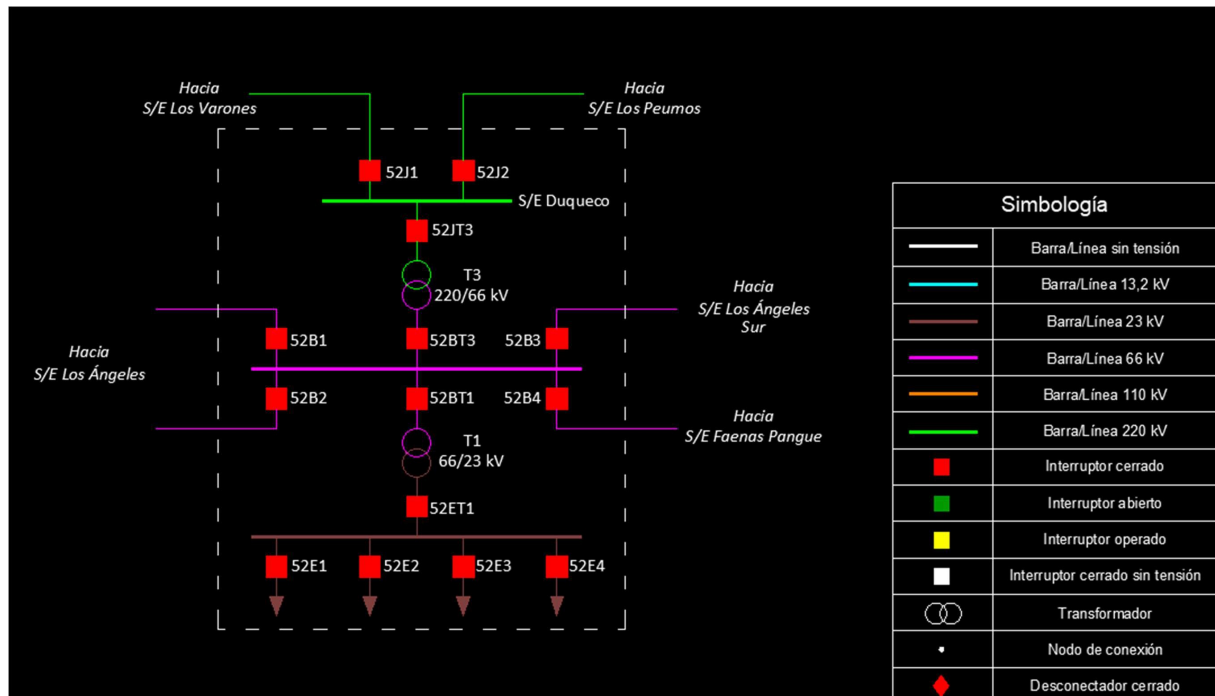 Hacia
S/E Los Varones
Hacia
S/E Los Peumos
52J1
52J2
S/E Duqueco
52JT3
T3
220/66 kV
Hacia
S/E Los Ángeles
Sur
52B1
52BT3
52B3
Hacia
S/E Los Ángeles
52B2
52BT1
52B4
Hacia
S/E Faenas Pangue
T1
66/23 kV
52ET1
52E1
52E2
52E3
52E4
Simbología
Barra/Línea sin tensión
Barra/Línea 13,2 kV
Barra/Línea 23 kV
Barra/Línea 66 kV
Barra/Línea 110 kV
Barra/Línea 220 kV
Interruptor cerrado
Interruptor abierto
Interruptor operado
Interruptor cerrado sin tensión
Transformador
Nodo de conexión
Desconectador cerrado